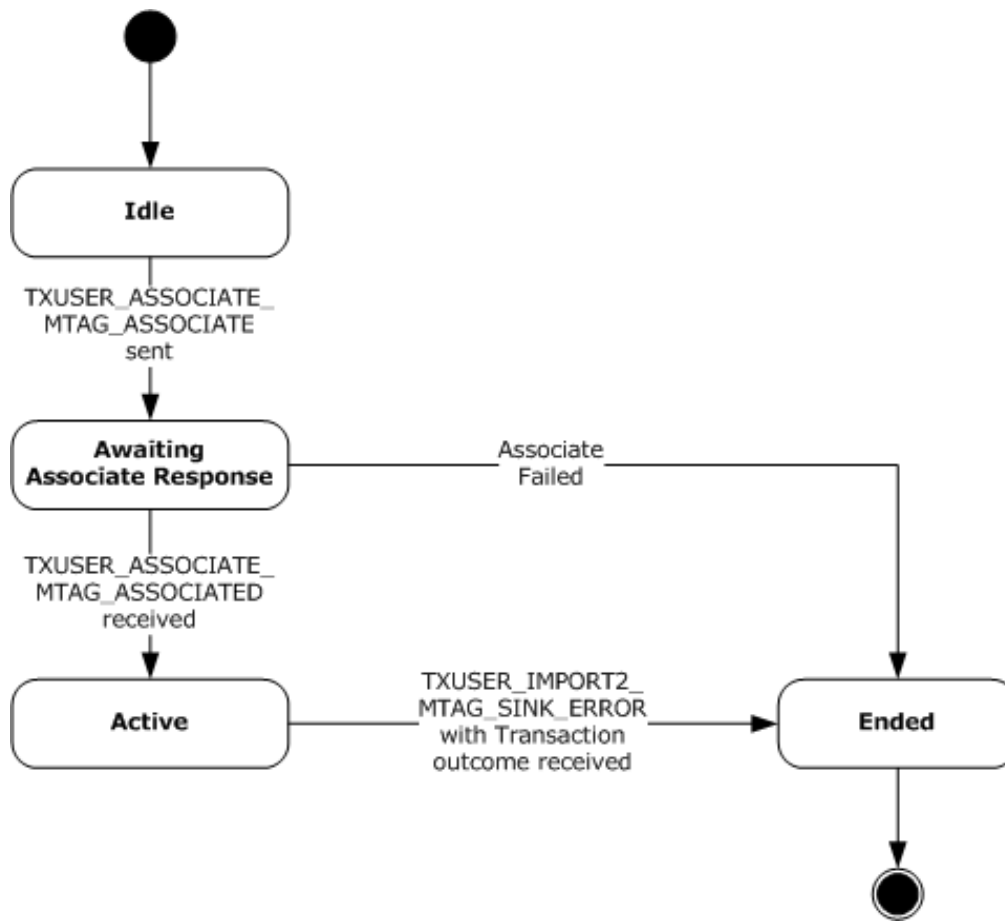 Idle
TXUSER_ASSOCIATE_
MTAG_ASSOCIATE
sent
Awaiting
Associate Response
Associate
Failed
TXUSER_ASSOCIATE_
MTAG_ASSOCIATED
received
Active
TXUSER_IMPORT2_
MTAG_SINK_ERROR
with Transaction
outcome received
Ended